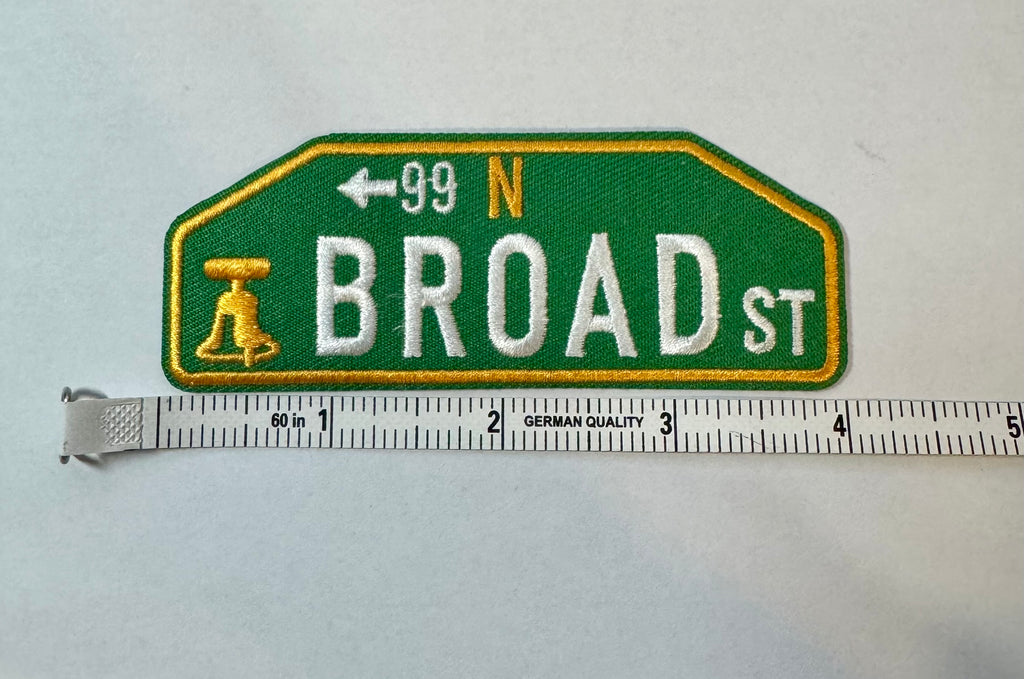 ←99 N
BROAD ST
60 in 1 2 GERMAN QUALITY 3 4 5